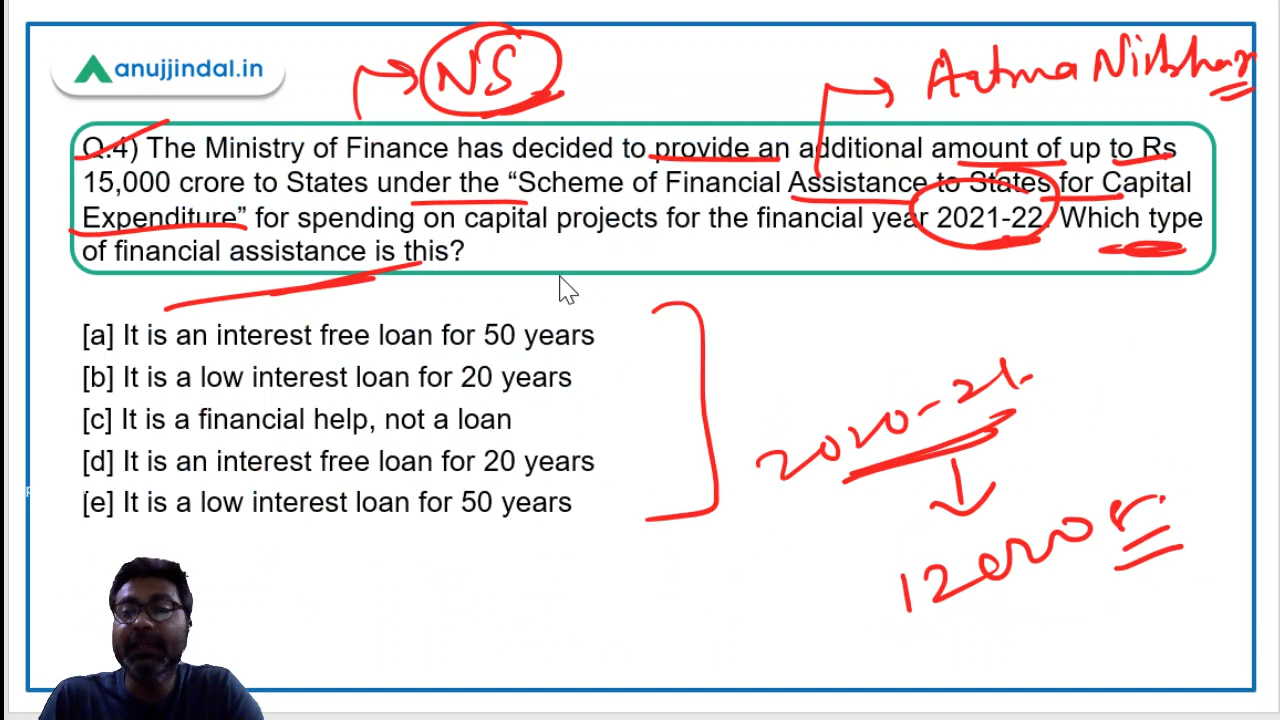 anujjindal.in
NS
Aatma Nirbhar
Q.4) The Ministry of Finance has decided to provide an additional amount of up to Rs
15,000 crore to States under the “Scheme of Financial Assistance to States for Capital
Expenditure” for spending on capital projects for the financial year 2021-22. Which type
of financial assistance is this?
[a] It is an interest free loan for 50 years
[b] It is a low interest loan for 20 years
[c] It is a financial help, not a loan
[d] It is an interest free loan for 20 years
[e] It is a low interest loan for 50 years
2020-21.
12000 cr.